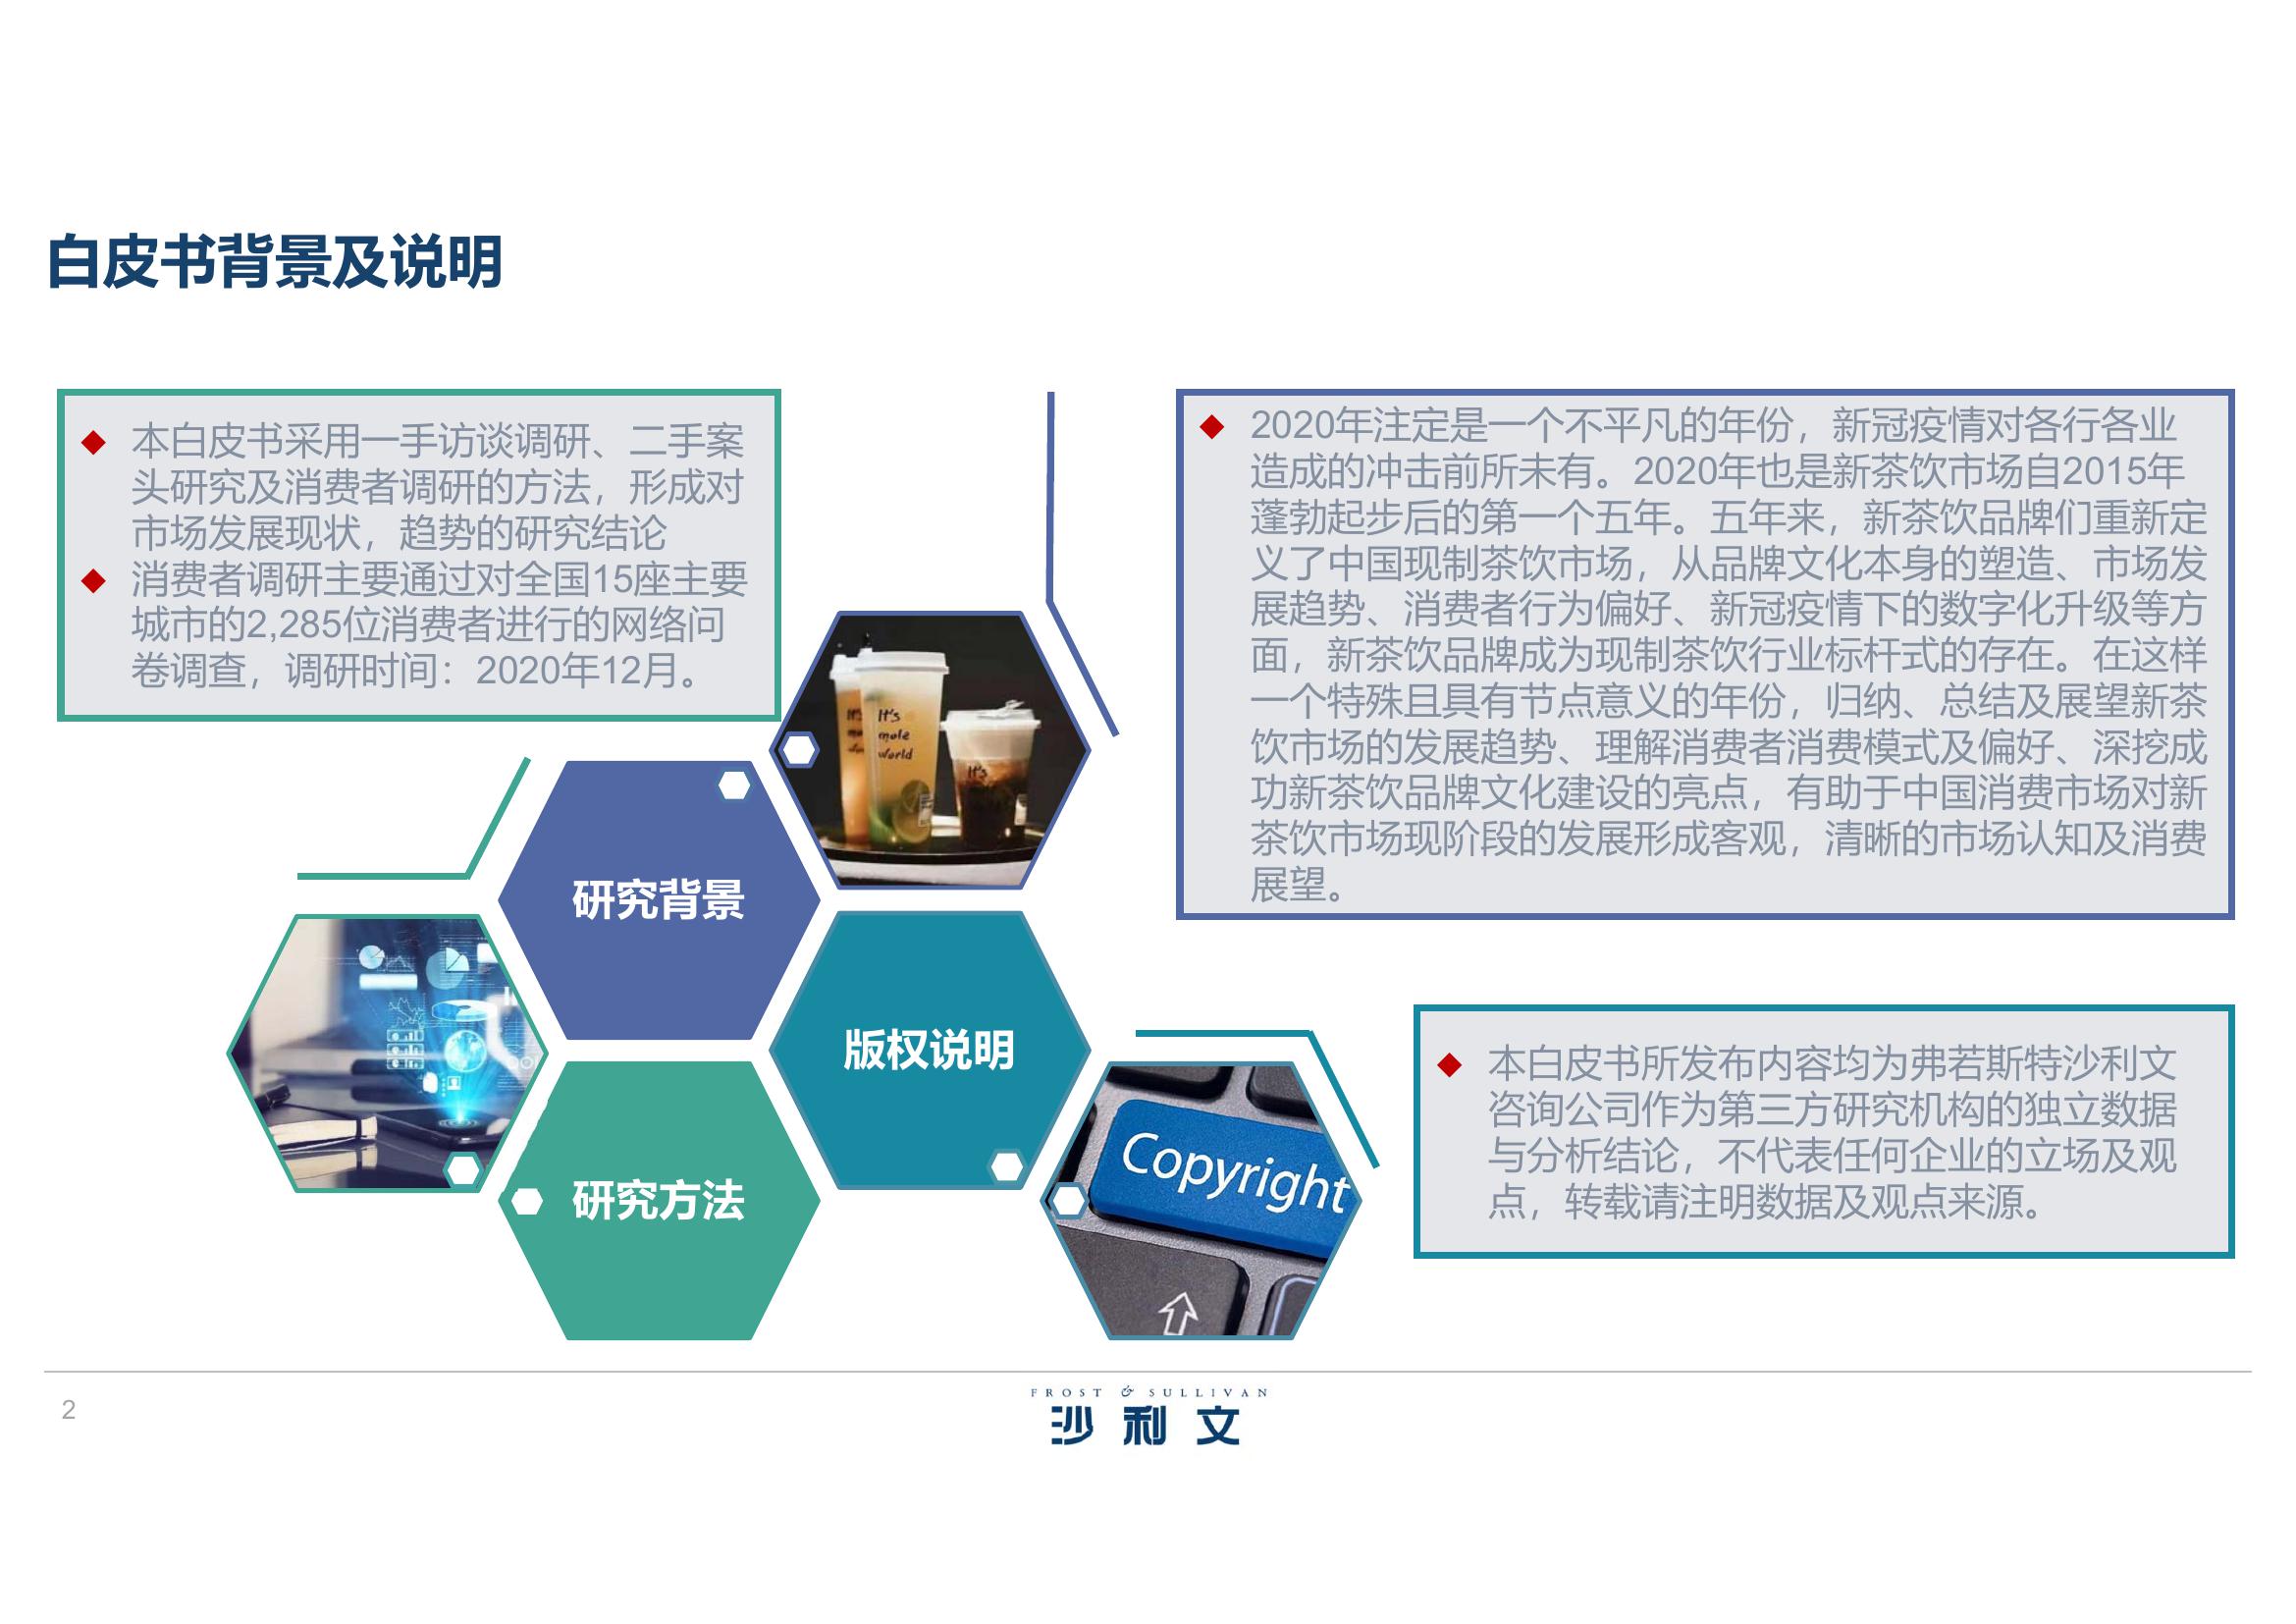 白皮书背景及说明
本白皮书采用一手访谈调研、二手案
头研究及消费者调研的方法，形成对
市场发展现状，趋势的研究结论
消费者调研主要通过对全国15座主要
城市的2,285位消费者进行的网络问
卷调查，调研时间：2020年12月。
2020年注定是一个不平凡的年份，新冠疫情对各行各业
造成的冲击前所未有。2020年也是新茶饮市场自2015年
蓬勃起步后的第一个五年。五年来，新茶饮品牌们重新定
义了中国现制茶饮市场，从品牌文化本身的塑造、市场发
展趋势、消费者行为偏好、新冠疫情下的数字化升级等方
面，新茶饮品牌成为现制茶饮行业标杆式的存在。在这样
一个特殊且具有节点意义的年份，归纳、总结及展望新茶
饮市场的发展趋势、理解消费者消费模式及偏好、深挖成
功新茶饮品牌文化建设的亮点，有助于中国消费市场对新
茶饮市场现阶段的发展形成客观，清晰的市场认知及消费
展望。
It's
mole
world
It's
研究背景
版权说明
研究方法
Copyright
本白皮书所发布内容均为弗若斯特沙利文
咨询公司作为第三方研究机构的独立数据
与分析结论，不代表任何企业的立场及观
点，转载请注明数据及观点来源。
2
FROST & SULLIVAN
沙利文